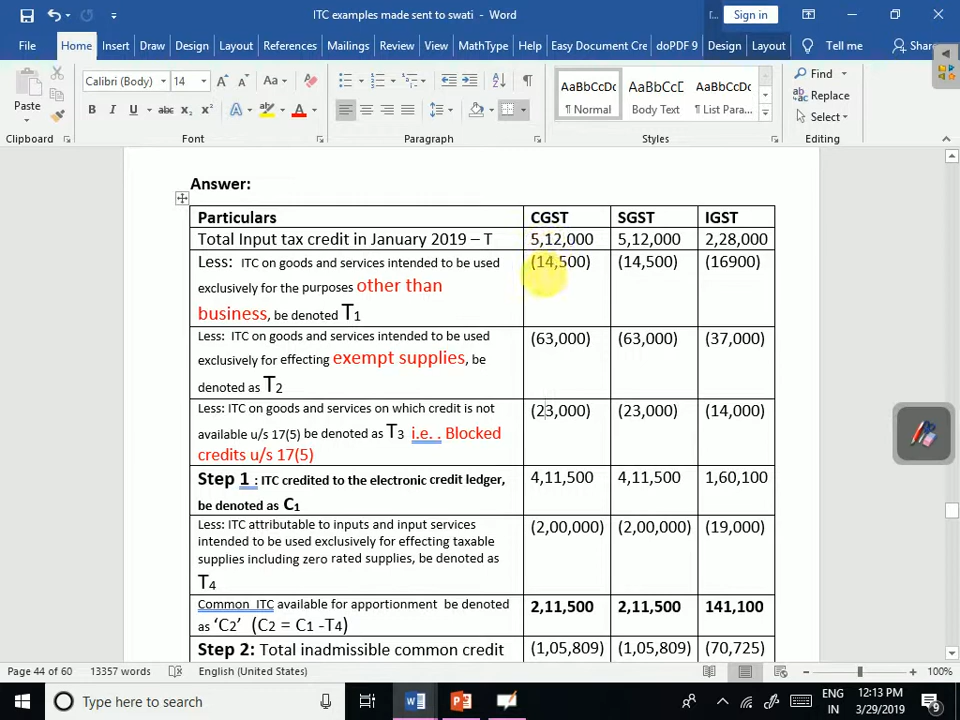 ITC examples made sent to swati - Word
Sign in
File Home Insert Draw Design Layout References Mailings Review View MathType Help Easy Document Cre doPDF 9 Design Layout Tell me Share
Paste
Calibri (Body) 14
Aa
B I U abc X₂ X²
AaBbCcDc AaBbCcD AaBbCcDc
¶ Normal Body Text ¶ List Para...
Find
Replace
Select
Clipboard Font Paragraph Styles Editing
Answer:
Particulars CGST SGST IGST
Total Input tax credit in January 2019 – T 5,12,000 5,12,000 2,28,000
Less: ITC on goods and services intended to be used (14,500) (14,500) (16900)
exclusively for the purposes other than
business, be denoted T1
Less: ITC on goods and services intended to be used (63,000) (63,000) (37,000)
exclusively for effecting exempt supplies, be
denoted as T2
Less: ITC on goods and services on which credit is not (23,000) (23,000) (14,000)
available u/s 17(5) be denoted as T3 i.e. . Blocked
credits u/s 17(5)
Step 1 : ITC credited to the electronic credit ledger, 4,11,500 4,11,500 1,60,100
be denoted as C1
Less: ITC attributable to inputs and input services (2,00,000) (2,00,000) (19,000)
intended to be used exclusively for effecting taxable
supplies including zero rated supplies, be denoted as
T4
Common ITC available for apportionment be denoted 2,11,500 2,11,500 141,100
as ‘C2’ (C2 = C1 -T4)
Step 2: Total inadmissible common credit (1,05,809) (1,05,809) (70,725)
Page 44 of 60 13357 words English (United States) 100%
Type here to search
ENG
IN
12:13 PM
3/29/2019
9